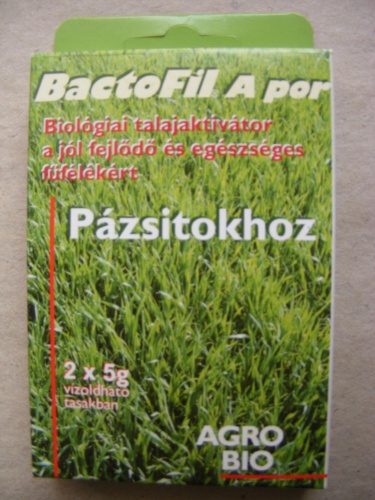 BactoFil A por
Biológiai talajaktivátor
a jól fejlődő és egészséges
fűfélékért
Pázsitokhoz
2 x 5g
vízoldható
tasakban
AGRO
BIO